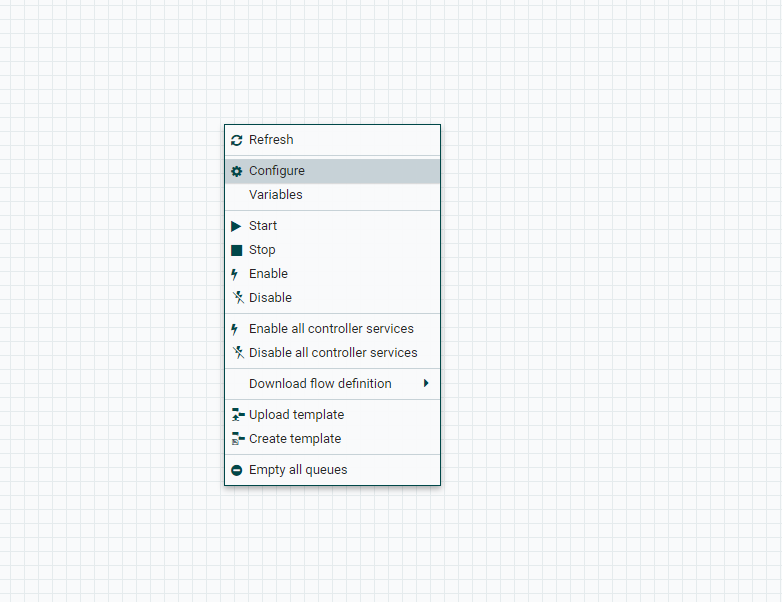 Refresh
Configure
Variables
Start
Stop
Enable
Disable
Enable all controller services
Disable all controller services
Download flow definition
Upload template
Create template
Empty all queues